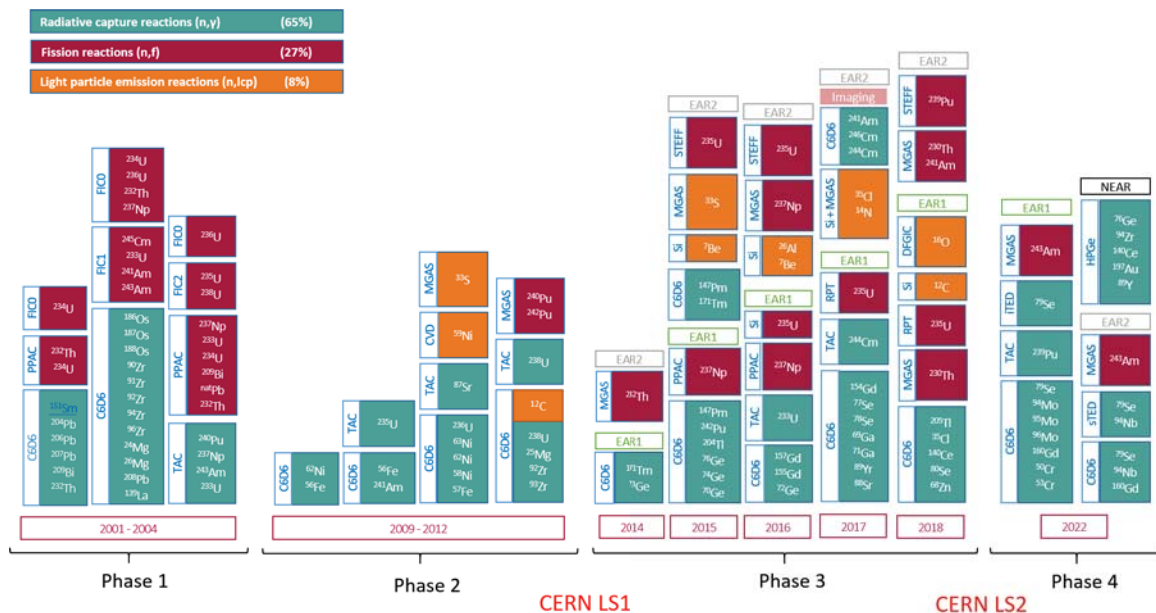 Radiative capture reactions (n,γ) (65%)
Fission reactions (n,f) (27%)
Light particle emission reactions (n,lcp) (8%)
FIC0
²³⁴U
PPAC
²³²Th
²³⁴U
C6D6
¹⁵¹Sm
²⁰⁴Pb
²⁰⁶Pb
²⁰⁷Pb
²⁰⁹Bi
²³²Th
FIC0
²³⁴U
²³⁶U
²³²Th
²³⁷Np
FIC1
²⁴⁵Cm
²³³U
²⁴¹Am
²⁴³Am
C6D6
¹⁸⁶Os
¹⁸⁷Os
¹⁸⁸Os
⁹⁰Zr
⁹¹Zr
⁹²Zr
⁹⁴Zr
⁹⁶Zr
²⁴Mg
²⁶Mg
²⁰⁸Pb
¹³⁹La
FIC0
²³⁶U
FIC2
²³⁵U
²³⁸U
PPAC
²³⁷Np
²³³U
²³⁴U
²⁰⁹Bi
ⁿᵃᵗPb
²³²Th
TAC
²⁴⁰Pu
²³⁷Np
²⁴³Am
²³³U
2001 - 2004
Phase 1
C6D6
⁶²Ni
⁵⁶Fe
TAC
²³⁵U
C6D6
⁵⁶Fe
²⁴¹Am
MGAS
³³S
CVD
⁵⁹Ni
TAC
⁸⁷Sr
C6D6
²³⁶U
⁶³Ni
⁶²Ni
⁵⁸Ni
⁵⁷Fe
MGAS
²⁴⁰Pu
²⁴²Pu
TAC
²³⁸U
¹²C
C6D6
²³⁸U
²⁵Mg
⁹²Zr
⁹³Zr
2009 - 2012
Phase 2
CERN LS1
EAR2
MGAS
²³²Th
EAR1
C6D6
¹⁷¹Tm
⁷³Ge
2014
EAR2
STEFF
²³⁵U
MGAS
³³S
Si
⁷Be
C6D6
¹⁴⁷Pm
¹⁷¹Tm
EAR1
PPAC
²³⁷Np
C6D6
¹⁴⁷Pm
²⁴²Pu
²⁰⁴Tl
⁷⁶Ge
⁷⁴Ge
⁷⁰Ge
2015
EAR2
STEFF
²³⁵U
MGAS
²³⁷Np
Si
²⁶Al
⁷Be
EAR1
Si
²³⁵U
PPAC
²³⁷Np
TAC
²³³U
C6D6
¹⁵⁷Gd
¹⁵⁵Gd
⁷²Ge
2016
EAR2
Imaging
C6D6
²⁴¹Am
²⁴⁶Cm
²⁴⁴Cm
Si + MGAS
³⁵Cl
¹⁴N
EAR1
RPT
²³⁵U
TAC
²⁴⁴Cm
C6D6
¹⁵⁴Gd
⁷⁷Se
⁷⁸Se
⁶⁹Ga
⁷¹Ga
⁸⁹Yr
⁸⁸Sr
2017
EAR2
STEFF
²³⁹Pu
MGAS
²³⁰Th
²⁴¹Am
EAR1
DFGIC
¹⁶O
Si
¹²C
RPT
²³⁵U
MGAS
²³⁰Th
C6D6
²⁰⁵Tl
³⁵Cl
¹⁴⁰Ce
⁸⁰Se
⁶⁸Zn
2018
Phase 3
CERN LS2
EAR1
MGAS
²⁴³Am
iTED
⁷⁹Se
TAC
²³⁹Pu
C6D6
⁷⁹Se
⁹⁴Mo
⁹⁵Mo
⁹⁶Mo
¹⁶⁰Gd
⁵⁰Cr
⁵³Cr
NEAR
HPGe
⁷⁶Ge
⁹⁴Zr
¹⁴⁰Ce
¹⁹⁷Au
⁸⁹Y
EAR2
MGAS
²⁴³Am
sTED
⁷⁹Se
⁹⁴Nb
C6D6
⁷⁹Se
⁹⁴Nb
¹⁶⁰Gd
2022
Phase 4